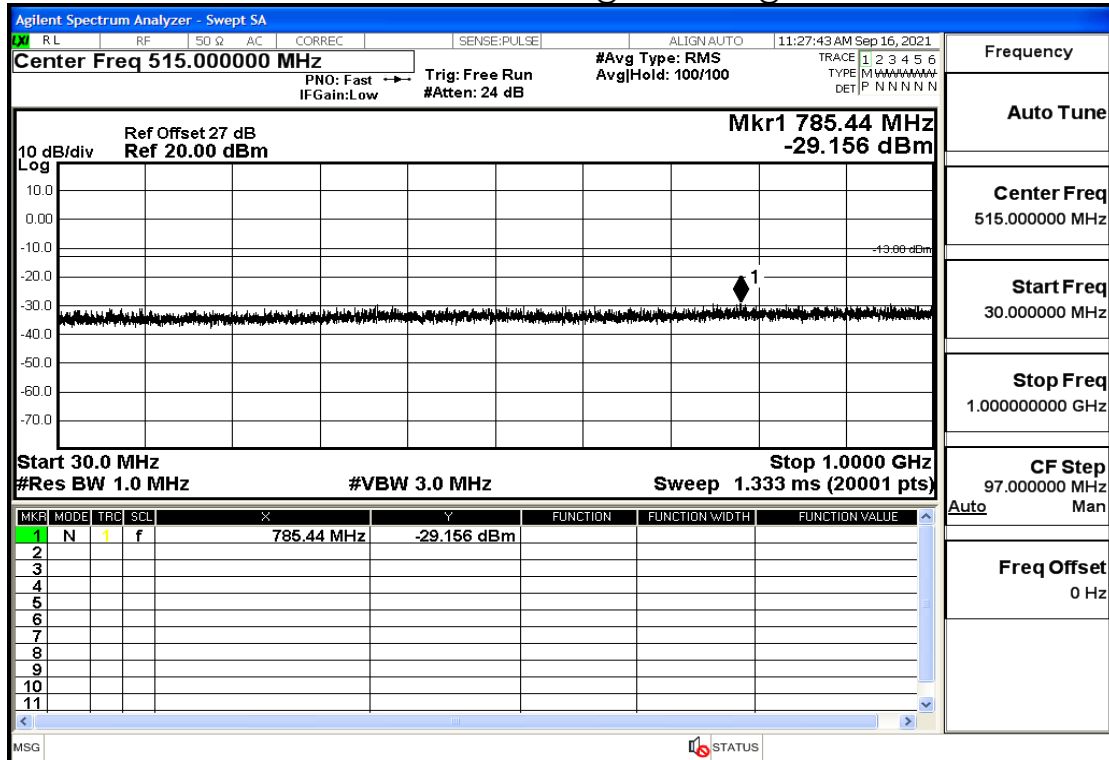 Agilent Spectrum Analyzer - Swept SA
LXI RL RF 50 Ω AC CORREC SENSE:PULSE ALIGN AUTO 11:27:43 AM Sep 16, 2021
Center Freq 515.000000 MHz
PNO: Fast
IFGain:Low
Trig: Free Run
#Atten: 24 dB
#Avg Type: RMS
Avg|Hold: 100/100
TRACE 1 2 3 4 5 6
TYPE M W W W W W
DET P N N N N N
Mkr1 785.44 MHz
-29.156 dBm
Ref Offset 27 dB
Ref 20.00 dBm
10 dB/div
Log
10.0
0.00
-10.0
-20.0
-30.0
-40.0
-50.0
-60.0
-70.0
-13.00 dBm
1
Start 30.0 MHz Stop 1.0000 GHz
#Res BW 1.0 MHz #VBW 3.0 MHz Sweep 1.333 ms (20001 pts)
MKR MODE TRC SCL X Y FUNCTION FUNCTION WIDTH FUNCTION VALUE
1 N 1 f 785.44 MHz -29.156 dBm
2
3
4
5
6
7
8
9
10
11
MSG STATUS
Frequency
Auto Tune
Center Freq
515.000000 MHz
Start Freq
30.000000 MHz
Stop Freq
1.000000000 GHz
CF Step
97.000000 MHz
Auto Man
Freq Offset
0 Hz